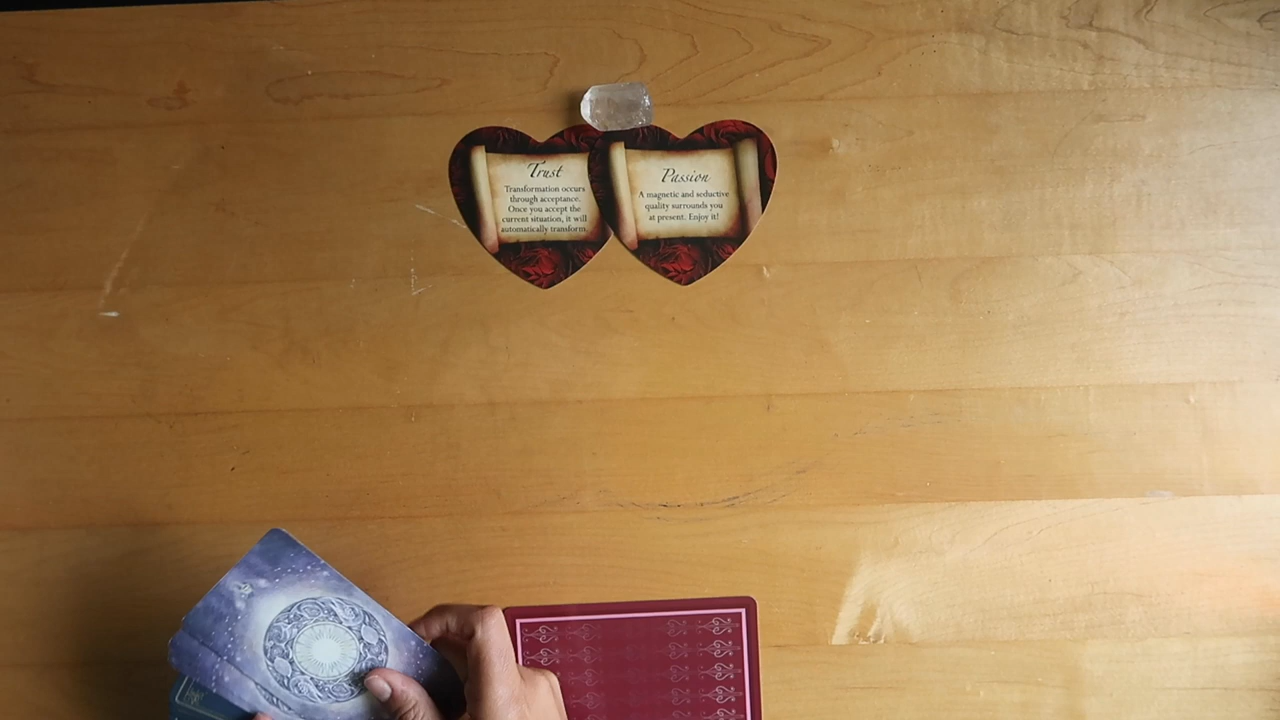 Trust
Transformation occurs
through acceptance.
Once you accept the
current situation, it will
automatically transform.
Passion
A magnetic and seductive
quality surrounds you
at present. Enjoy it!